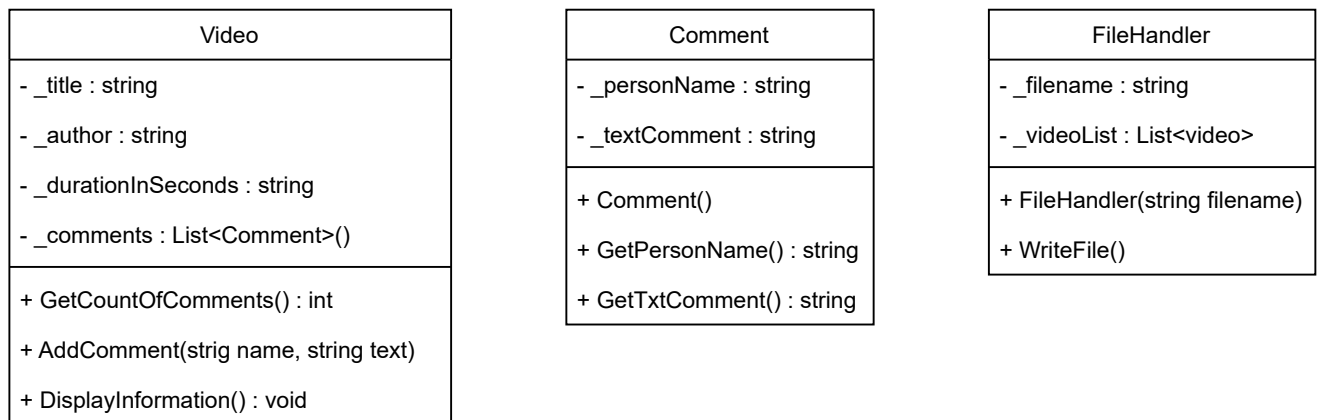 Video
- _title : string
- _author : string
- _durationInSeconds : string
- _comments : List<Comment>()
+ GetCountOfComments() : int
+ AddComment(strig name, string text)
+ DisplayInformation() : void
Comment
- _personName : string
- _textComment : string
+ Comment()
+ GetPersonName() : string
+ GetTxtComment() : string
FileHandler
- _filename : string
- _videoList : List<video>
+ FileHandler(string filename)
+ WriteFile()